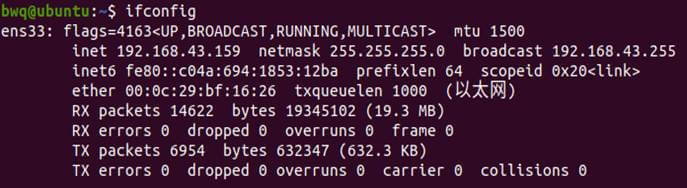 bwq@ubuntu:~$ ifconfig
ens33: flags=4163<UP,BROADCAST,RUNNING,MULTICAST>  mtu 1500
        inet 192.168.43.159  netmask 255.255.255.0  broadcast 192.168.43.255
        inet6 fe80::c04a:694:1853:12ba  prefixlen 64  scopeid 0x20<link>
        ether 00:0c:29:bf:16:26  txqueuelen 1000  (以太网)
        RX packets 14622  bytes 19345102 (19.3 MB)
        RX errors 0  dropped 0  overruns 0  frame 0
        TX packets 6954  bytes 632347 (632.3 KB)
        TX errors 0  dropped 0 overruns 0  carrier 0  collisions 0